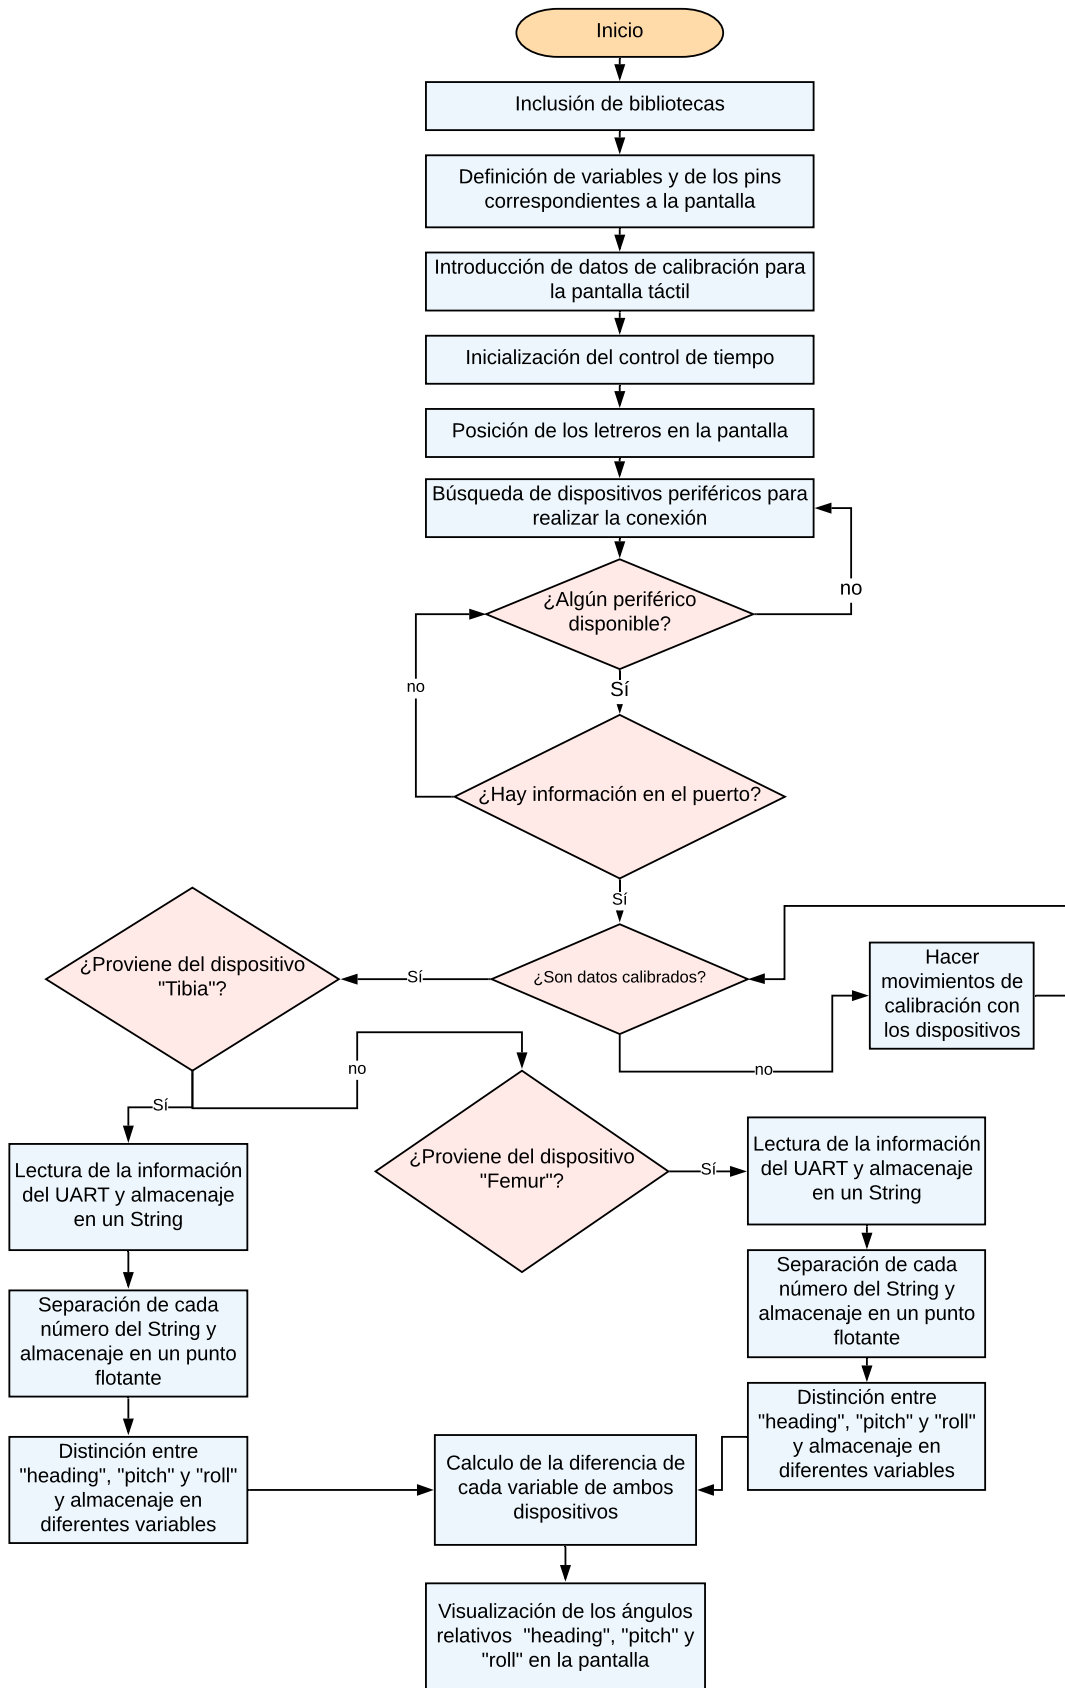 Inicio
Inclusión de bibliotecas
Definición de variables y de los pins
correspondientes a la pantalla
Introducción de datos de calibración para
la pantalla táctil
Inicialización del control de tiempo
Posición de los letreros en la pantalla
Búsqueda de dispositivos periféricos para
realizar la conexión
no
¿Algún periférico
disponible?
no
Sí
¿Hay información en el puerto?
Sí
¿Proviene del dispositivo
"Tibia"?
Sí
¿Son datos calibrados?
Hacer
movimientos de
calibración con
los dispositivos
no
no
Sí
¿Proviene del dispositivo
"Femur"?
Sí
Lectura de la información
del UART y almacenaje
en un String
Lectura de la información
del UART y almacenaje
en un String
Separación de cada
número del String y
almacenaje en un punto
flotante
Separación de cada
número del String y
almacenaje en un punto
flotante
Distinción entre
"heading", "pitch" y "roll"
y almacenaje en
diferentes variables
Distinción entre
"heading", "pitch" y "roll"
y almacenaje en
diferentes variables
Calculo de la diferencia de
cada variable de ambos
dispositivos
Visualización de los ángulos
relativos  "heading", "pitch" y
"roll" en la pantalla